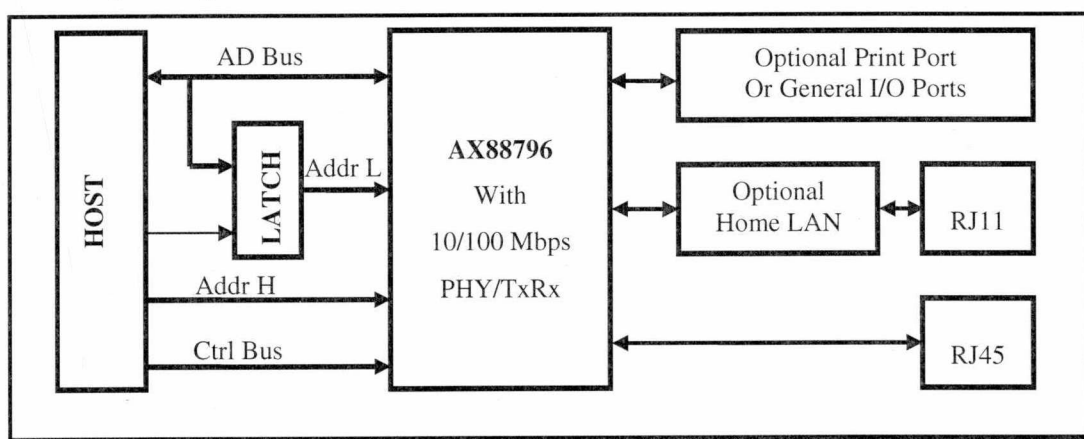 HOST
AD Bus
LATCH
Addr L
Addr H
Ctrl Bus
AX88796
With
10/100 Mbps
PHY/TxRx
Optional Print Port
Or General I/O Ports
Optional
Home LAN
RJ11
RJ45